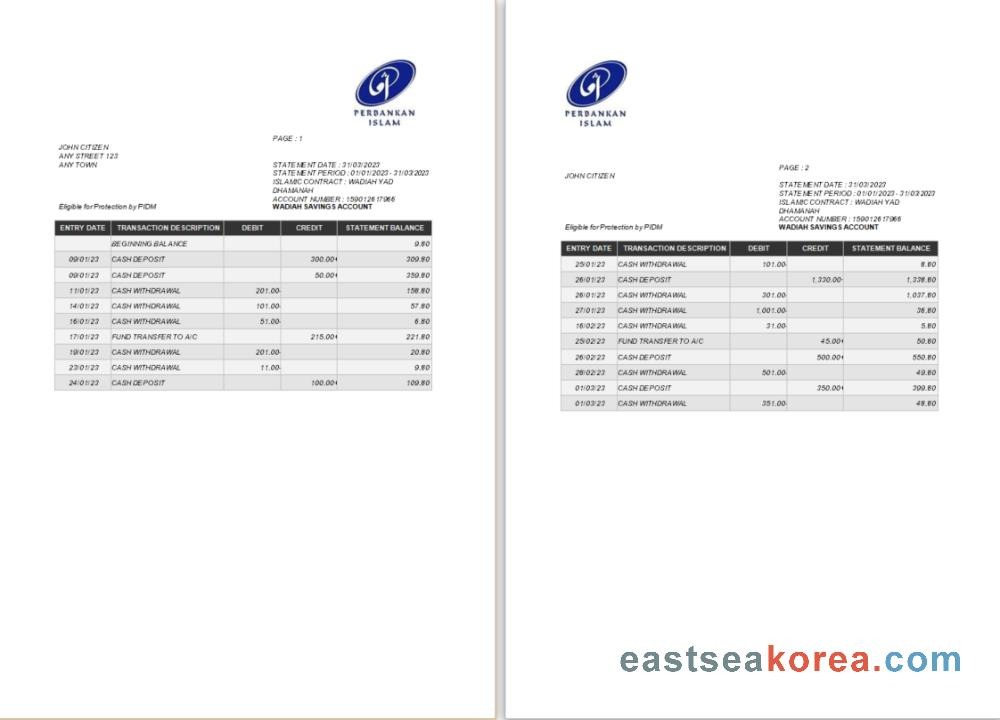 PERBANKAN
ISLAM
PAGE : 1
JOHN CITIZEN
ANY STREET 123
ANY TOWN
STATEMENT DATE : 31/03/2023
STATEMENT PERIOD : 01/01/2023 - 31/03/2023
ISLAMIC CONTRACT : WADIAH YAD
DHAMANAH
ACCOUNT NUMBER : 159012617966
Eligible for Protection by PIDM WADIAH SAVINGS ACCOUNT
ENTRY DATE TRANSACTION DESCRIPTION DEBIT CREDIT STATEMENT BALANCE
BEGINNING BALANCE 9.80
09/01/23 CASH DEPOSIT 300.00+ 309.80
09/01/23 CASH DEPOSIT 50.00+ 359.80
11/01/23 CASH WITHDRAWAL 201.00- 158.80
14/01/23 CASH WITHDRAWAL 101.00- 57.80
16/01/23 CASH WITHDRAWAL 51.00- 6.80
17/01/23 FUND TRANSFER TO A/C 215.00+ 221.80
19/01/23 CASH WITHDRAWAL 201.00- 20.80
23/01/23 CASH WITHDRAWAL 11.00- 9.80
24/01/23 CASH DEPOSIT 100.00+ 109.80
PERBANKAN
ISLAM
PAGE : 2
JOHN CITIZEN
STATEMENT DATE : 31/03/2023
STATEMENT PERIOD : 01/01/2023 - 31/03/2023
ISLAMIC CONTRACT : WADIAH YAD
DHAMANAH
ACCOUNT NUMBER : 159012617966
Eligible for Protection by PIDM WADIAH SAVINGS ACCOUNT
ENTRY DATE TRANSACTION DESCRIPTION DEBIT CREDIT STATEMENT BALANCE
25/01/23 CASH WITHDRAWAL 101.00- 8.80
26/01/23 CASH DEPOSIT 1,330.00- 1,338.80
26/01/23 CASH WITHDRAWAL 301.00- 1,037.80
27/01/23 CASH WITHDRAWAL 1,001.00- 36.80
16/02/23 CASH WITHDRAWAL 31.00- 5.80
25/02/23 FUND TRANSFER TO A/C 45.00+ 50.80
26/02/23 CASH DEPOSIT 500.00+ 550.80
28/02/23 CASH WITHDRAWAL 501.00- 49.80
01/03/23 CASH DEPOSIT 350.00+ 399.80
01/03/23 CASH WITHDRAWAL 351.00- 48.80
eastseakorea.com